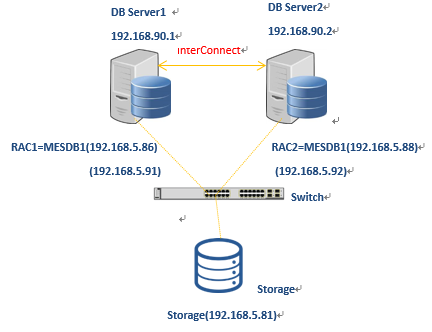 DB Server1
DB Server2
192.168.90.1
192.168.90.2
InterConnect
RAC1=MESDB1(192.168.5.86)
RAC2=MESDB1(192.168.5.88)
(192.168.5.91)
(192.168.5.92)
Switch
Storage
Storage(192.168.5.81)